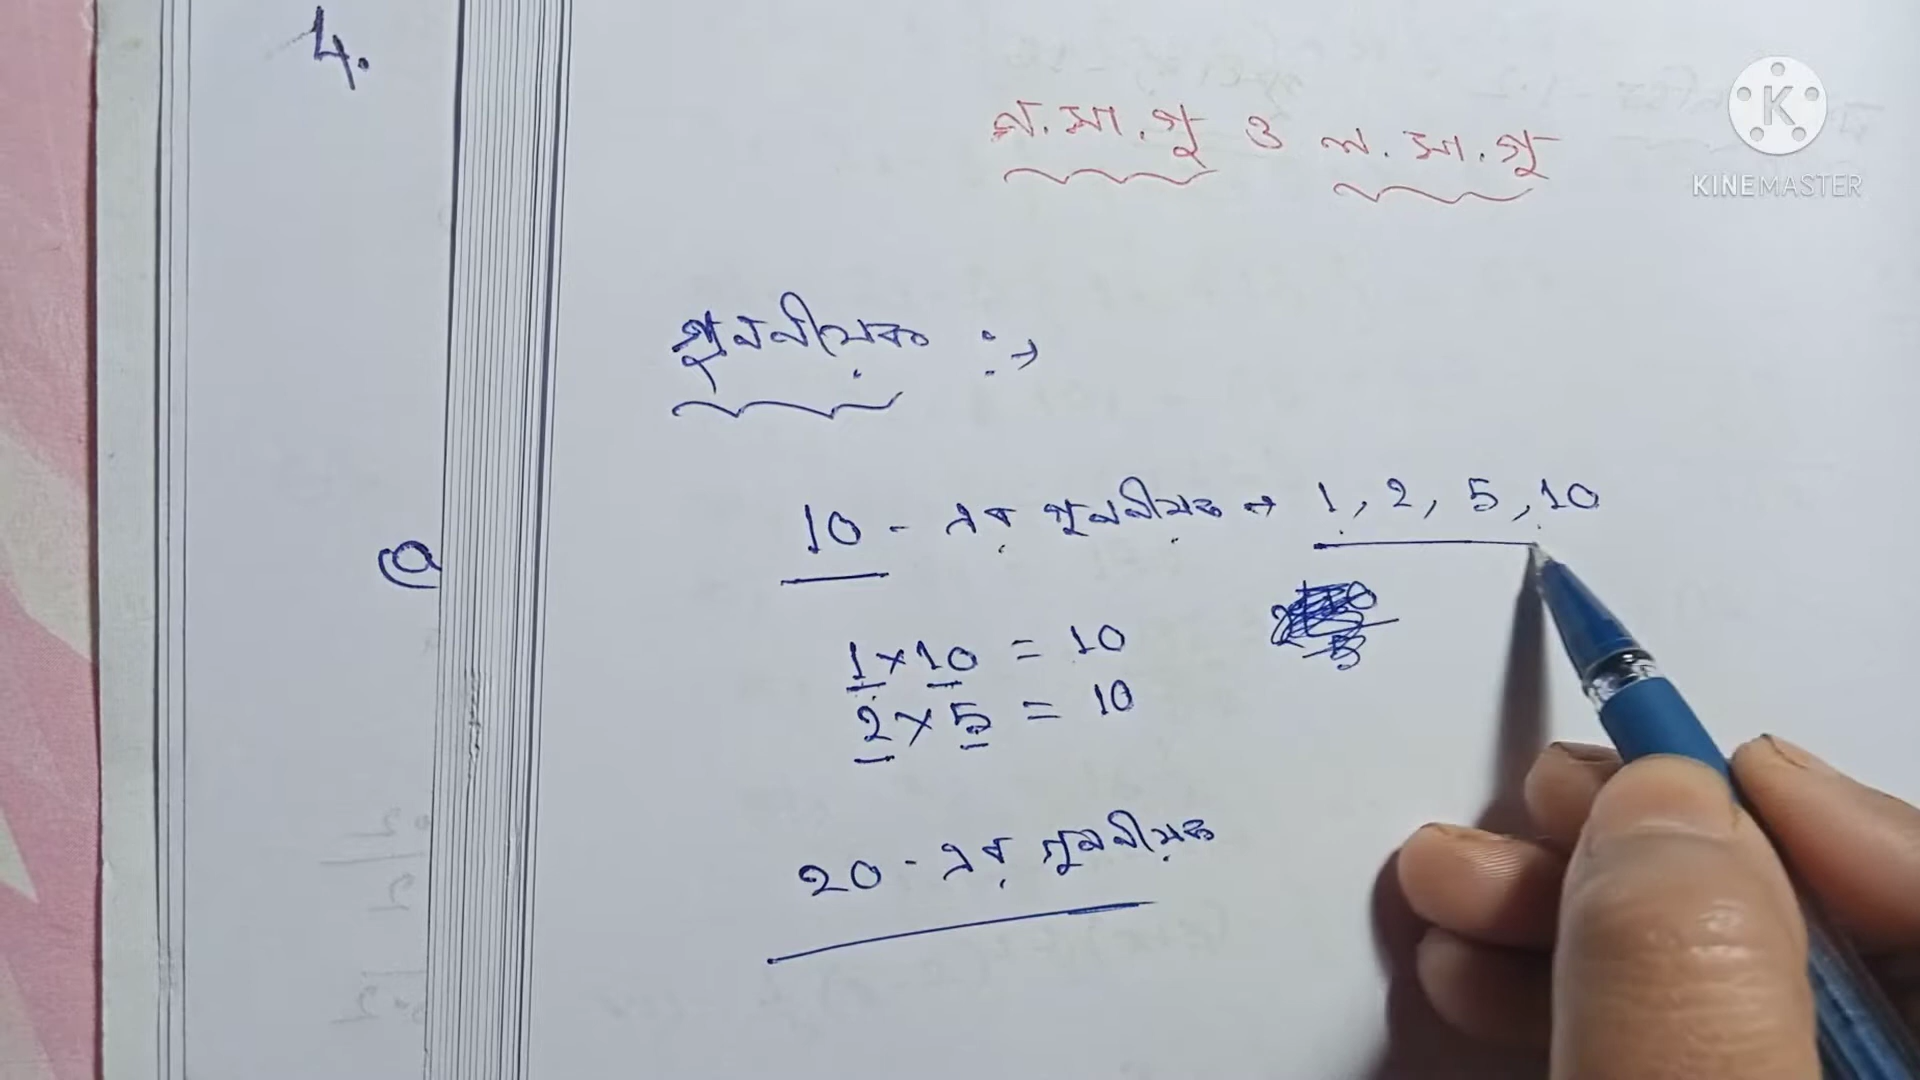 4.
গ.সা.গু ও ল.সা.গু
KINEMASTER
গুণনীয়ক :→
10 - এর গুণনীয়ক → 1, 2, 5, 10
a
1 × 10 = 10
2 × 5 = 10
20 - এর গুণনীয়ক